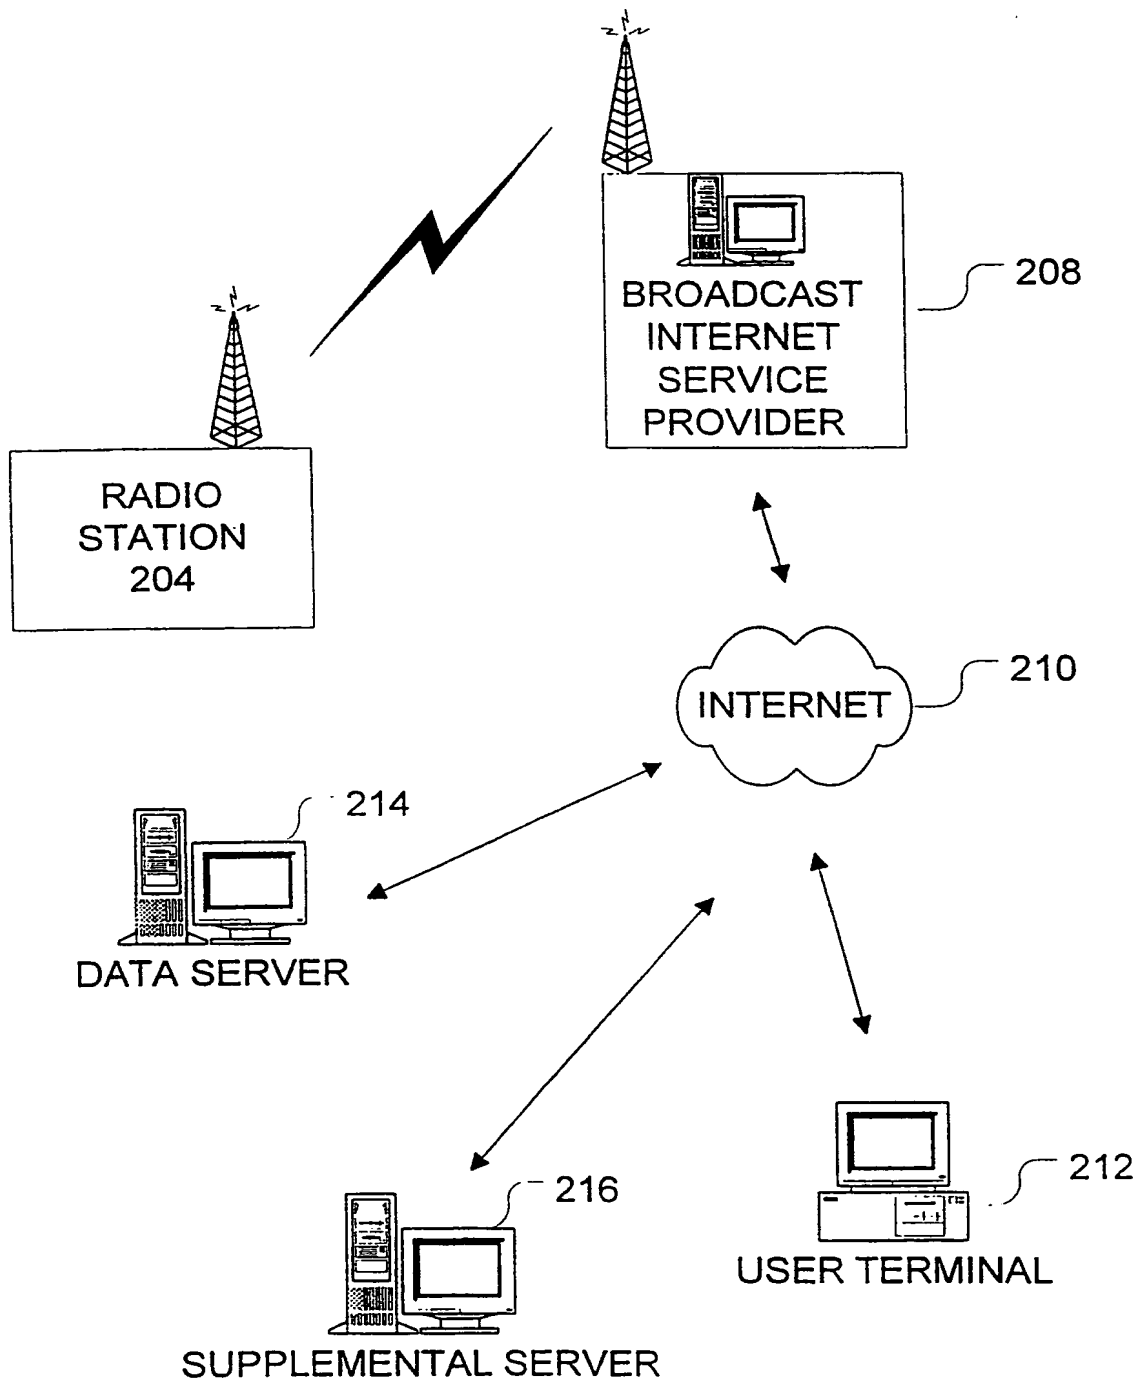 208
BROADCAST
INTERNET
SERVICE
PROVIDER
RADIO
STATION
204
210
INTERNET
214
DATA SERVER
212
216
USER TERMINAL
SUPPLEMENTAL SERVER